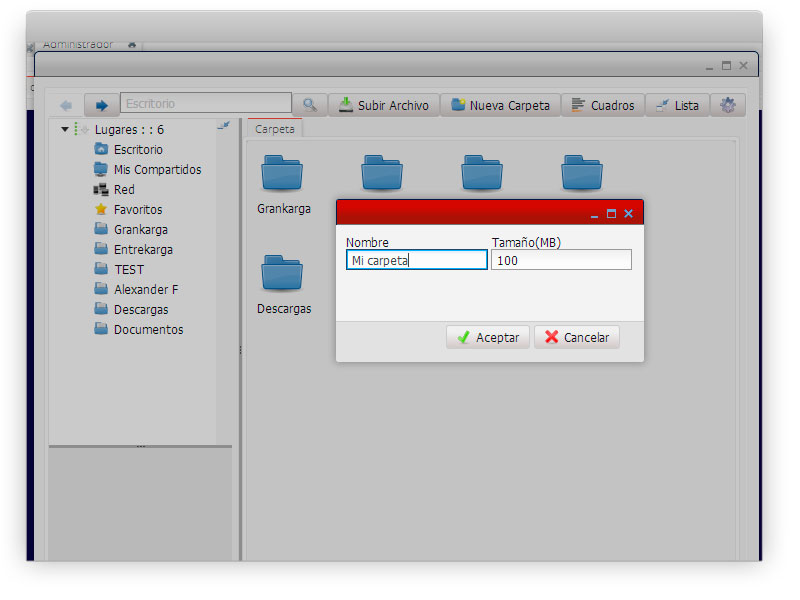 Administrador
Escritorio
Subir Archivo
Nueva Carpeta
Cuadros
Lista
Lugares : : 6
Escritorio
Mis Compartidos
Red
Favoritos
Grankarga
Entrekarga
TEST
Alexander F
Descargas
Documentos
Carpeta
Grankarga
Descargas
Nombre
Tamaño(MB)
Mi carpeta
100
Aceptar
Cancelar